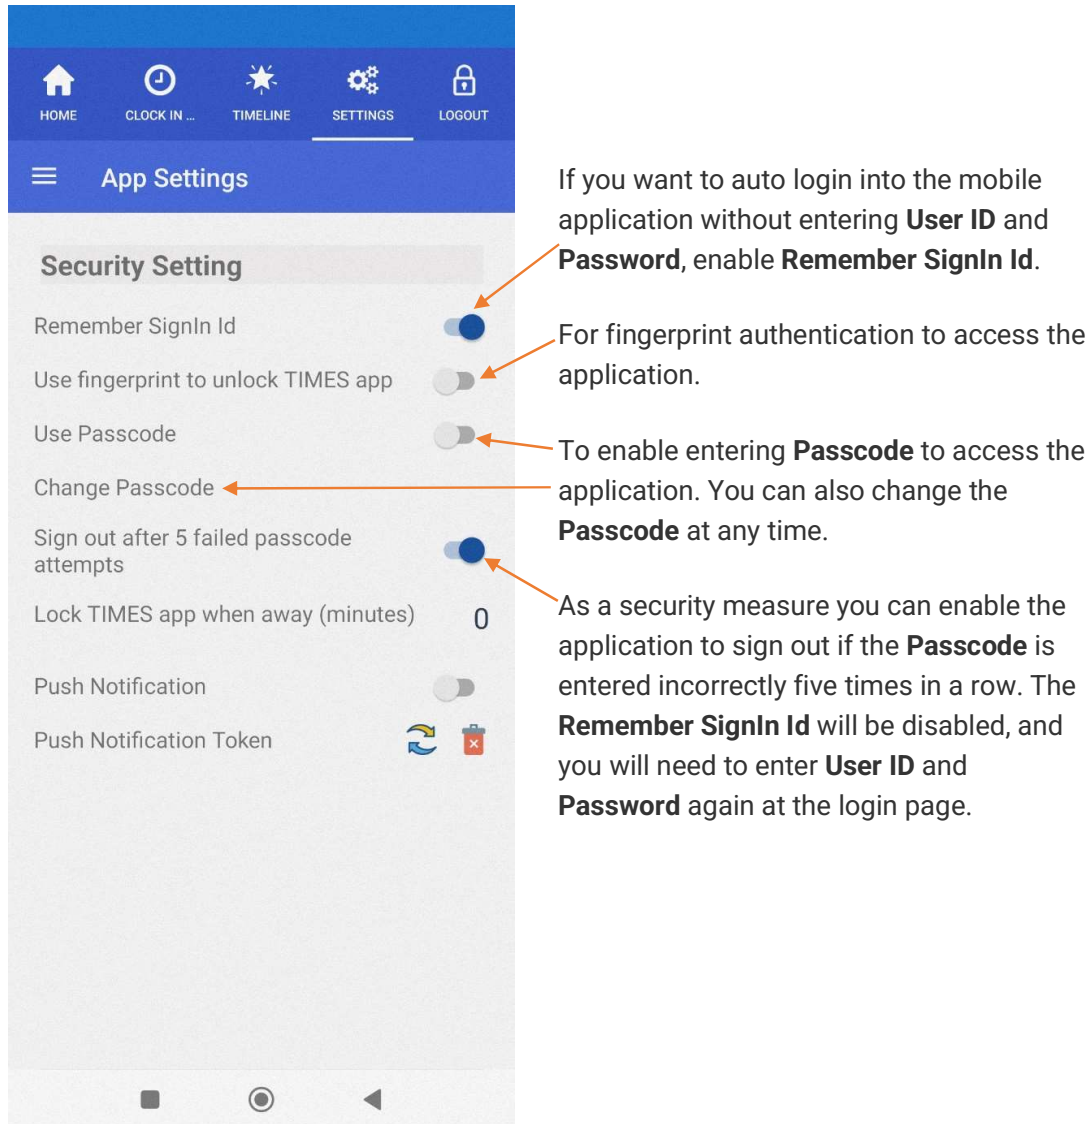 HOME CLOCK IN ... TIMELINE SETTINGS LOGOUT
App Settings
Security Setting
Remember SignIn Id
Use fingerprint to unlock TIMES app
Use Passcode
Change Passcode
Sign out after 5 failed passcode
attempts
Lock TIMES app when away (minutes) 0
Push Notification
Push Notification Token
If you want to auto login into the mobile
application without entering User ID and
Password, enable Remember SignIn Id.
For fingerprint authentication to access the
application.
To enable entering Passcode to access the
application. You can also change the
Passcode at any time.
As a security measure you can enable the
application to sign out if the Passcode is
entered incorrectly five times in a row. The
Remember SignIn Id will be disabled, and
you will need to enter User ID and
Password again at the login page.